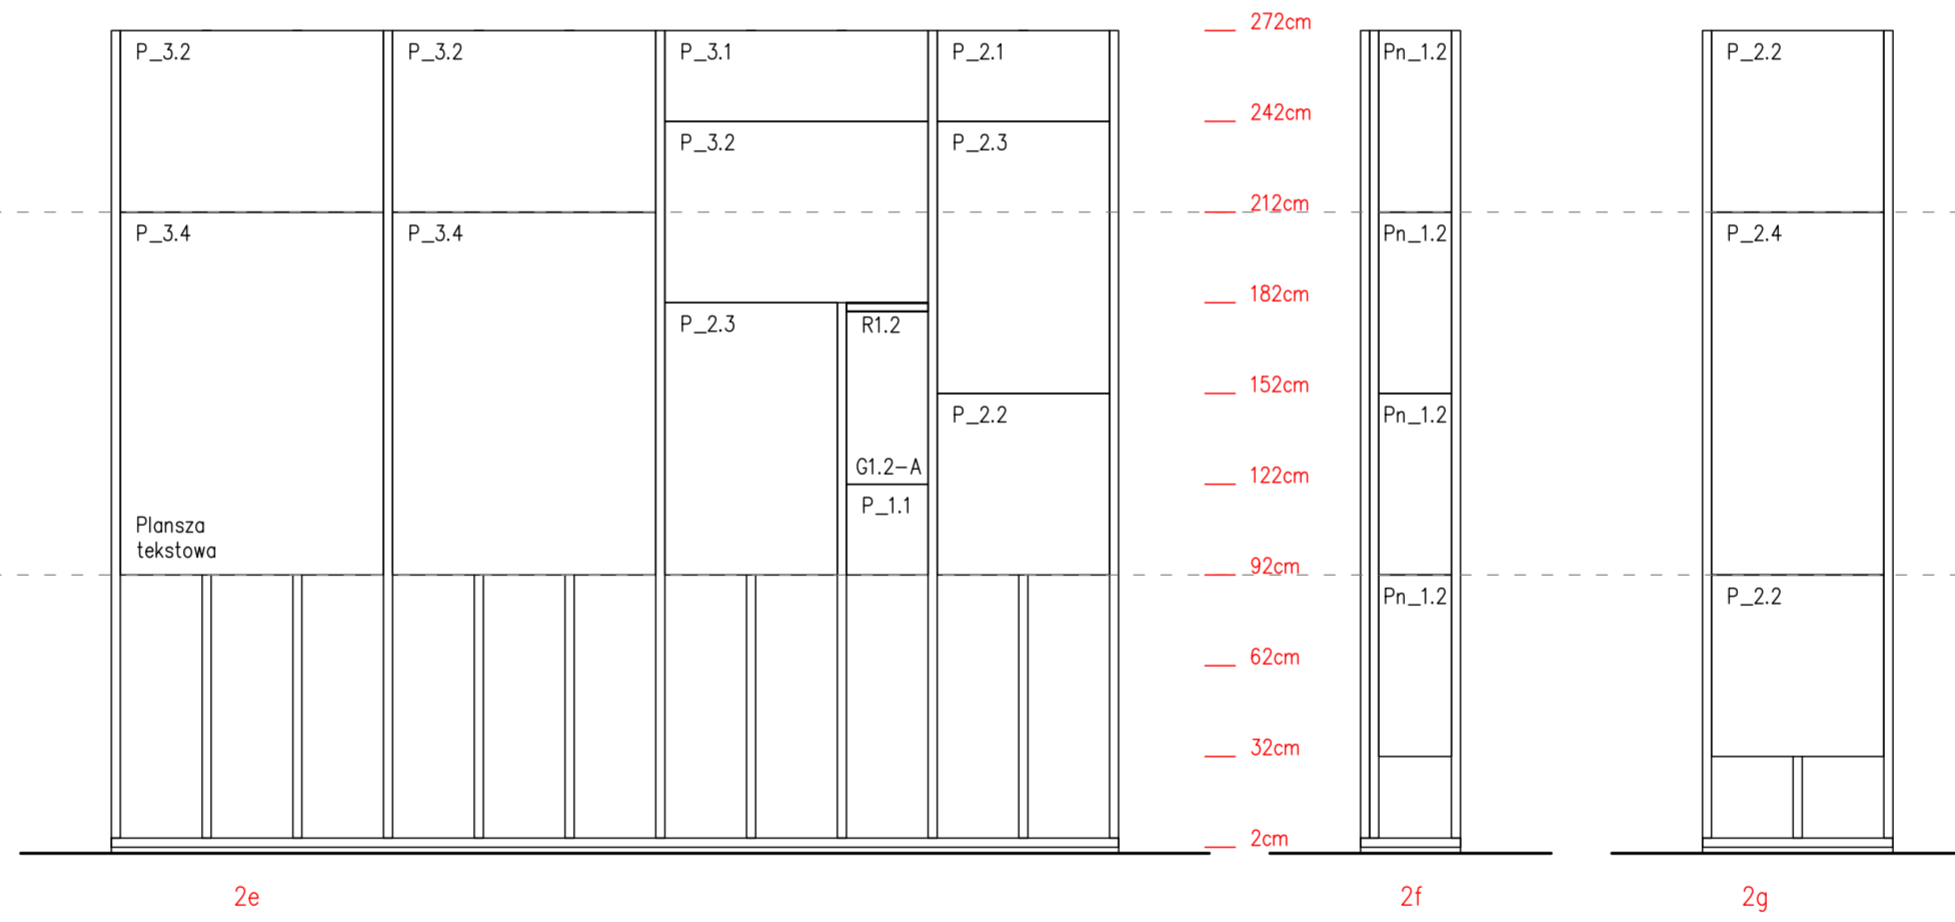 272cm
P_3.2 P_3.2 P_3.1 P_2.1 Pn_1.2 P_2.2
242cm
P_3.2 P_2.3
212cm
P_3.4 P_3.4 Pn_1.2 P_2.4
182cm
P_2.3 R1.2
152cm
P_2.2 Pn_1.2
G1.2-A 122cm
P_1.1
Plansza
tekstowa
92cm
Pn_1.2 P_2.2
62cm
32cm
2cm
2e 2f 2g